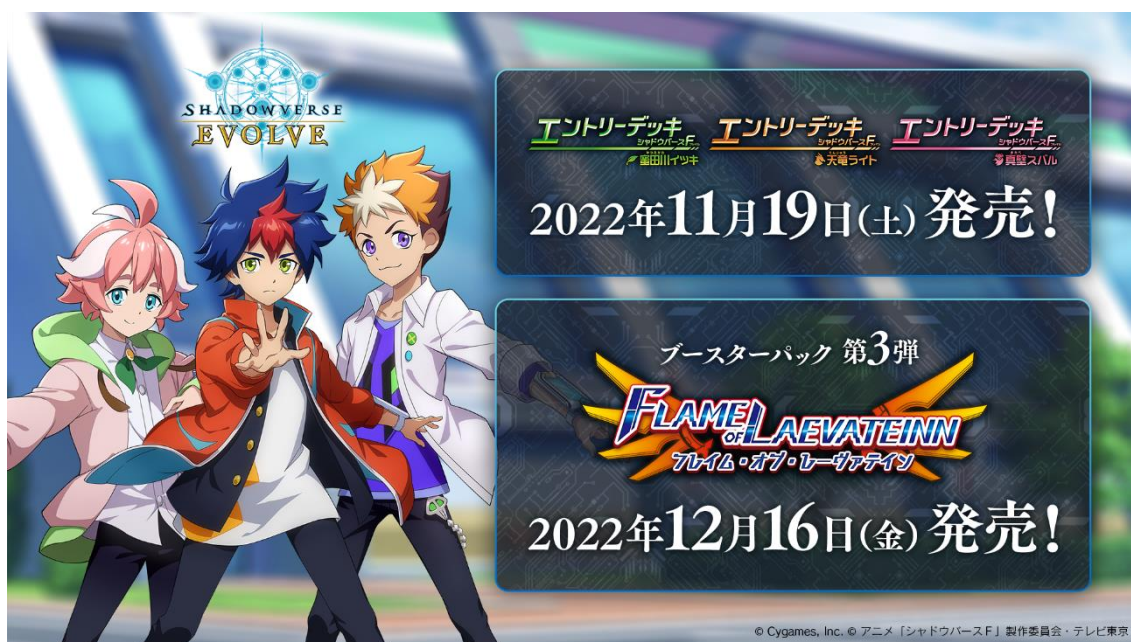 SHADOWVERSE
EVOLVE
エントリーデッキ
シャドウバースF
蜜田川イツキ
エントリーデッキ
シャドウバースF
天竜ライト
エントリーデッキ
シャドウバースF
真壁スバル
2022年11月19日(土)発売!
ブースターパック 第3弾
FLAME OF LAEVATEINN
フレイム・オブ・レーヴァテイン
2022年12月16日(金)発売!
© Cygames, Inc. © アニメ「シャドウバースF」製作委員会・テレビ東京